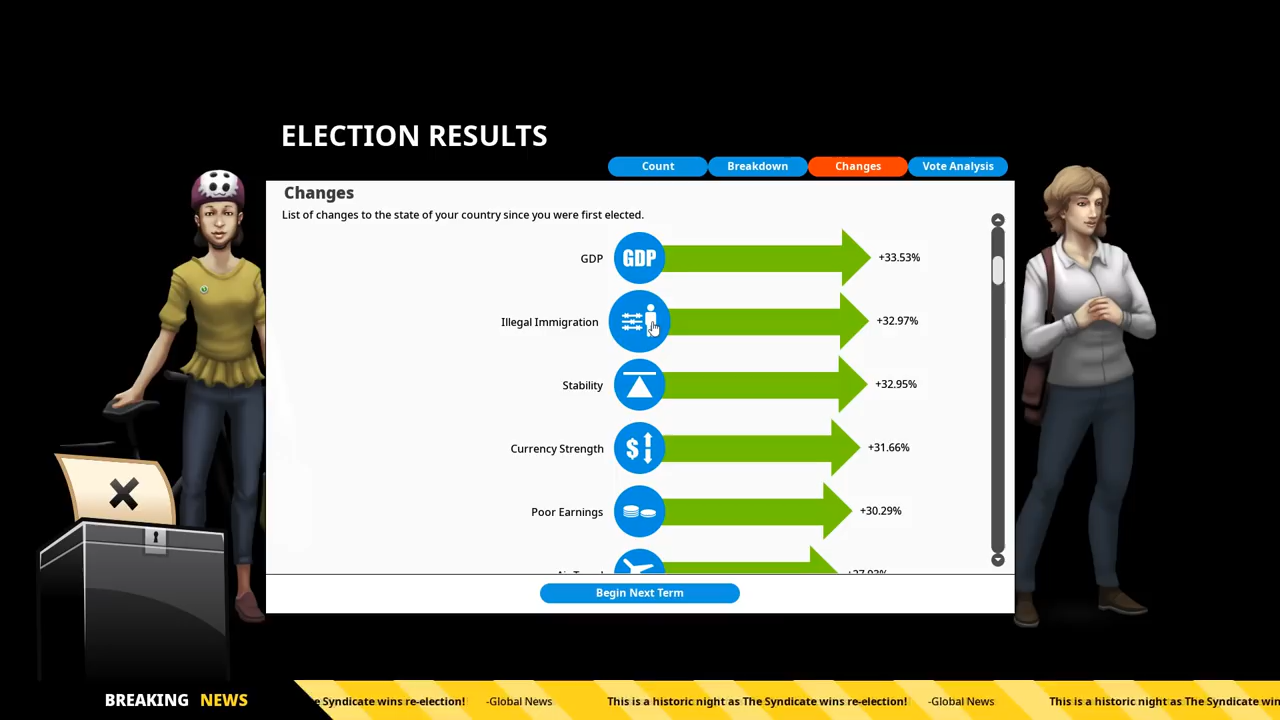 ELECTION RESULTS
Count
Breakdown
Changes
Vote Analysis
Changes
List of changes to the state of your country since you were first elected.
GDP
GDP
+33.53%
Illegal Immigration
+32.97%
Stability
+32.95%
Currency Strength
$
+31.66%
Poor Earnings
+30.29%
Begin Next Term
BREAKING NEWS
e Syndicate wins re-election! -Global News This is a historic night as The Syndicate wins re-election! -Global News This is a historic night as The Syndicate win